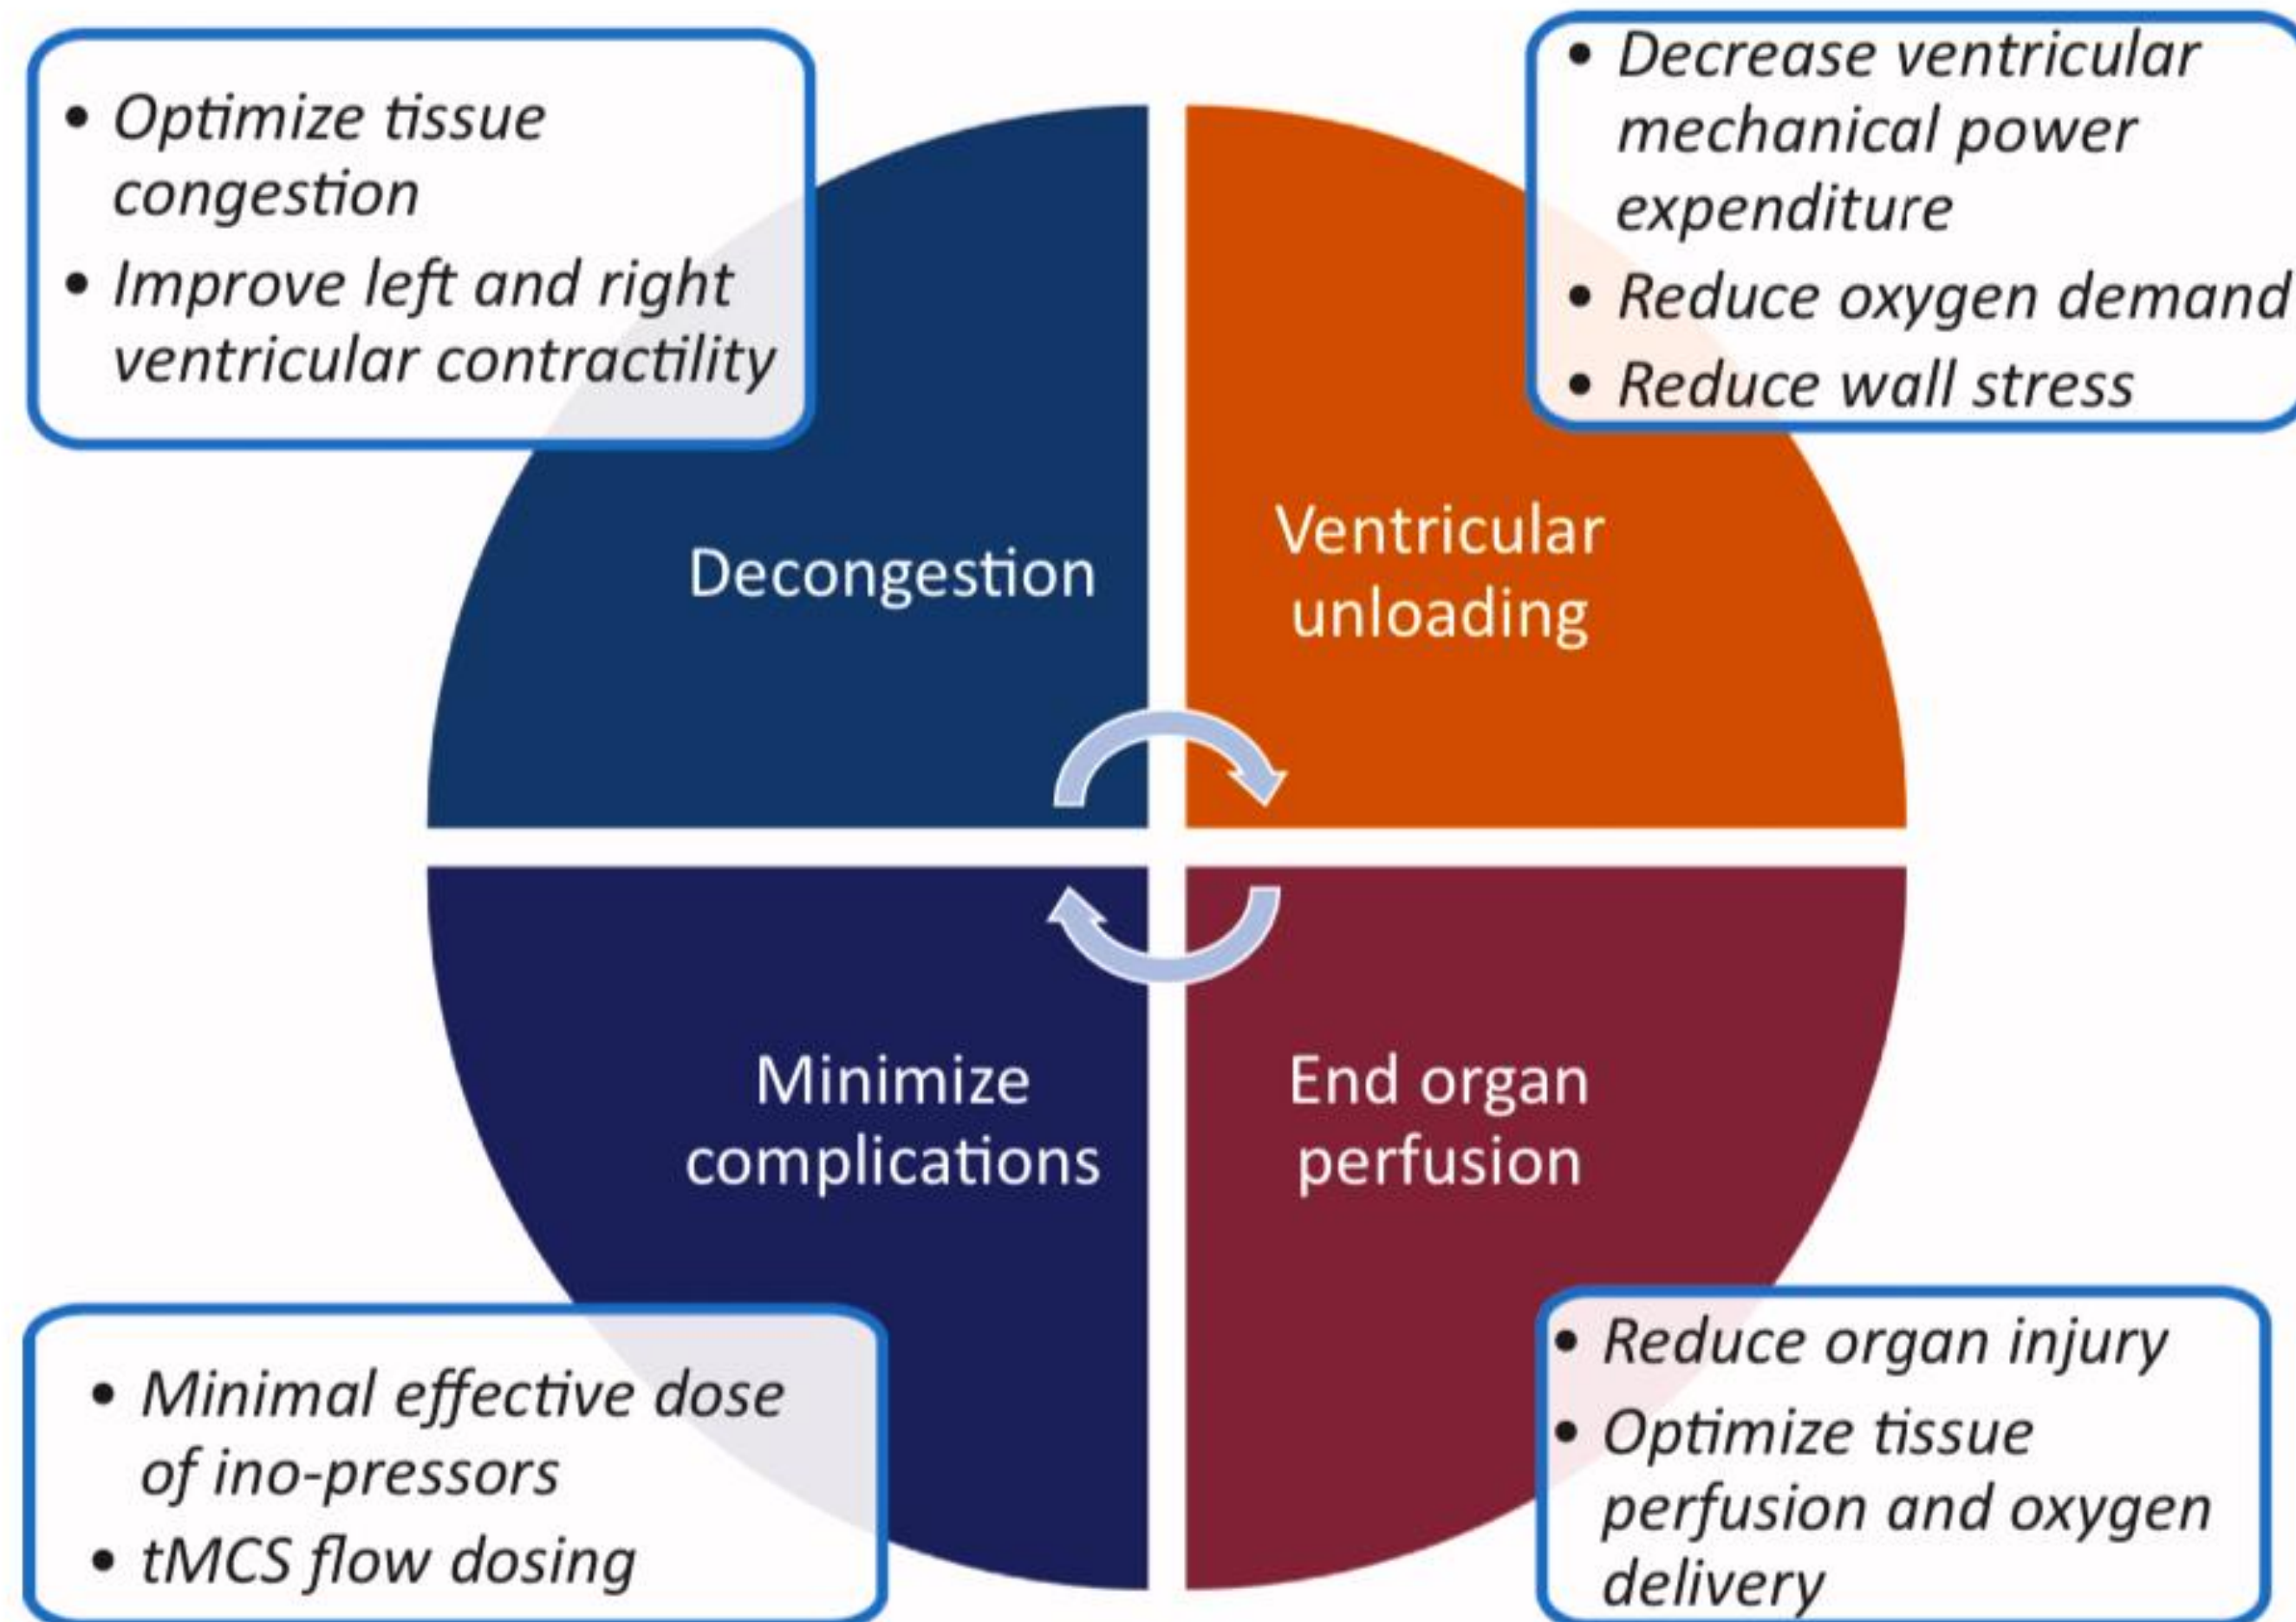 • Optimize tissue
congestion
• Improve left and right
ventricular contractility
• Decrease ventricular
mechanical power
expenditure
• Reduce oxygen demand
• Reduce wall stress
Decongestion
Ventricular
unloading
Minimize
complications
End organ
perfusion
• Minimal effective dose
of ino-pressors
• tMCS flow dosing
• Reduce organ injury
• Optimize tissue
perfusion and oxygen
delivery